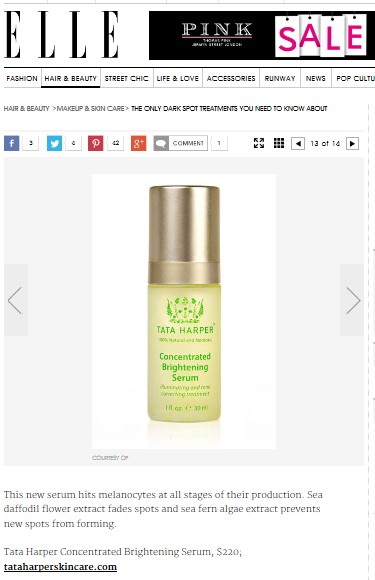 ELLE
PINK
THOMAS PINK
JERMYN STREET LONDON
SALE
FASHION HAIR & BEAUTY STREET CHIC LIFE & LOVE ACCESSORIES RUNWAY NEWS POP CULTU
HAIR & BEAUTY >MAKEUP & SKIN CARE> THE ONLY DARK SPOT TREATMENTS YOU NEED TO KNOW ABOUT
f 3 4 42 g+ COMMENT 1 13 of 14
TATA HARPER
100% Natural and Nontoxic
Concentrated
Brightening
Serum
illuminating and tone
correcting treatment
1 fl oz. e 30 ml
COURTESY OF
This new serum hits melanocytes at all stages of their production. Sea
daffodil flower extract fades spots and sea fern algae extract prevents
new spots from forming.
Tata Harper Concentrated Brightening Serum, $220;
tataharperskincare.com